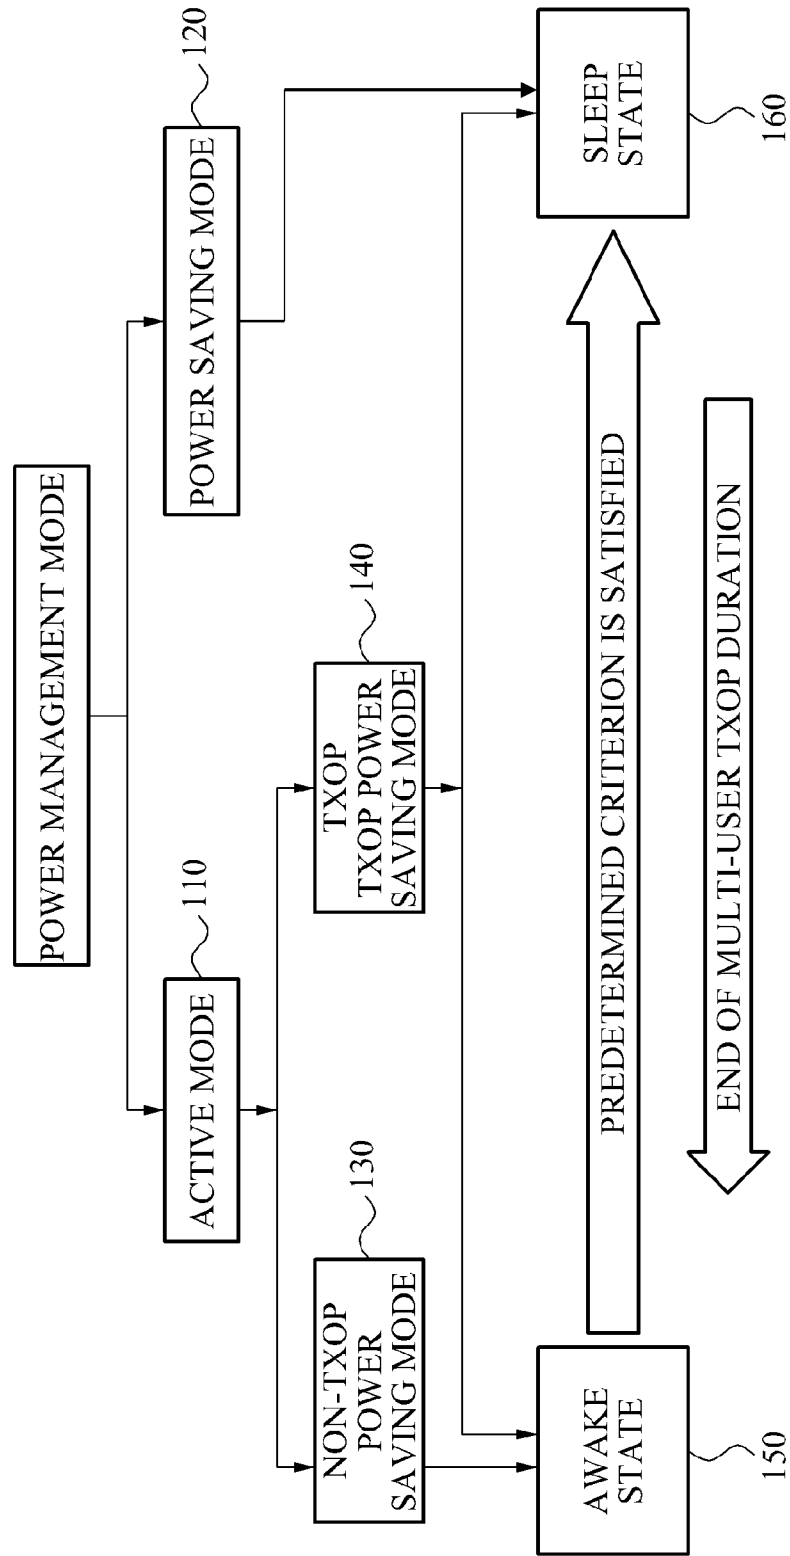 POWER MANAGEMENT MODE
110
ACTIVE MODE
120
POWER SAVING MODE
130
NON-TXOP
POWER
SAVING MODE
140
TXOP
TXOP POWER
SAVING MODE
AWAKE
STATE
150
PREDETERMINED CRITERION IS SATISFIED
END OF MULTI-USER TXOP DURATION
SLEEP
STATE
160